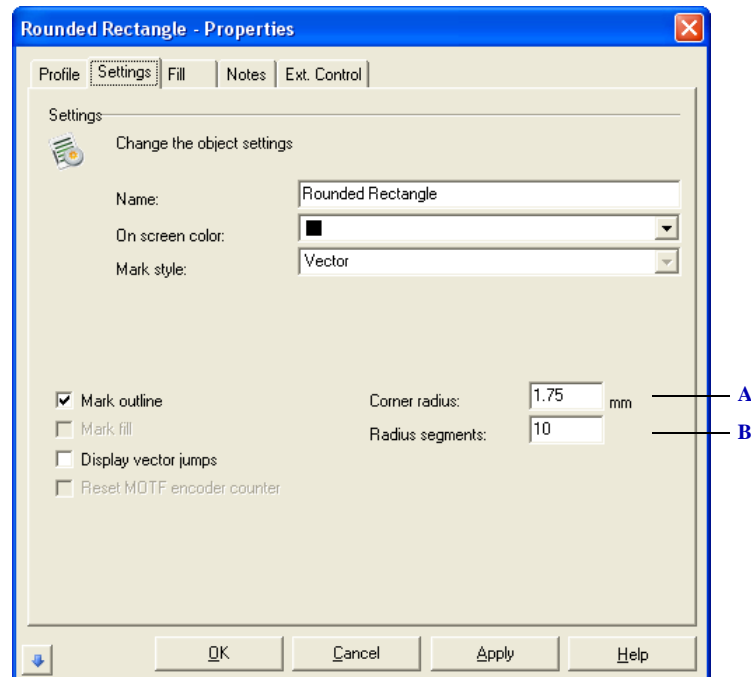 Rounded Rectangle - Properties
Profile Settings Fill Notes Ext. Control
Settings
Change the object settings
Name: Rounded Rectangle
On screen color:
Mark style: Vector
Mark outline Corner radius: 1.75 mm A
Mark fill Radius segments: 10 B
Display vector jumps
Reset MOTF encoder counter
OK Cancel Apply Help